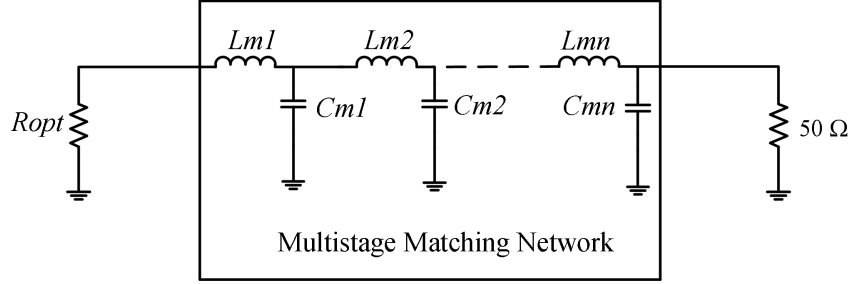 Lm1 Lm2 Lmn
Ropt Cm1 Cm2 Cmn 50 Ω
Multistage Matching Network